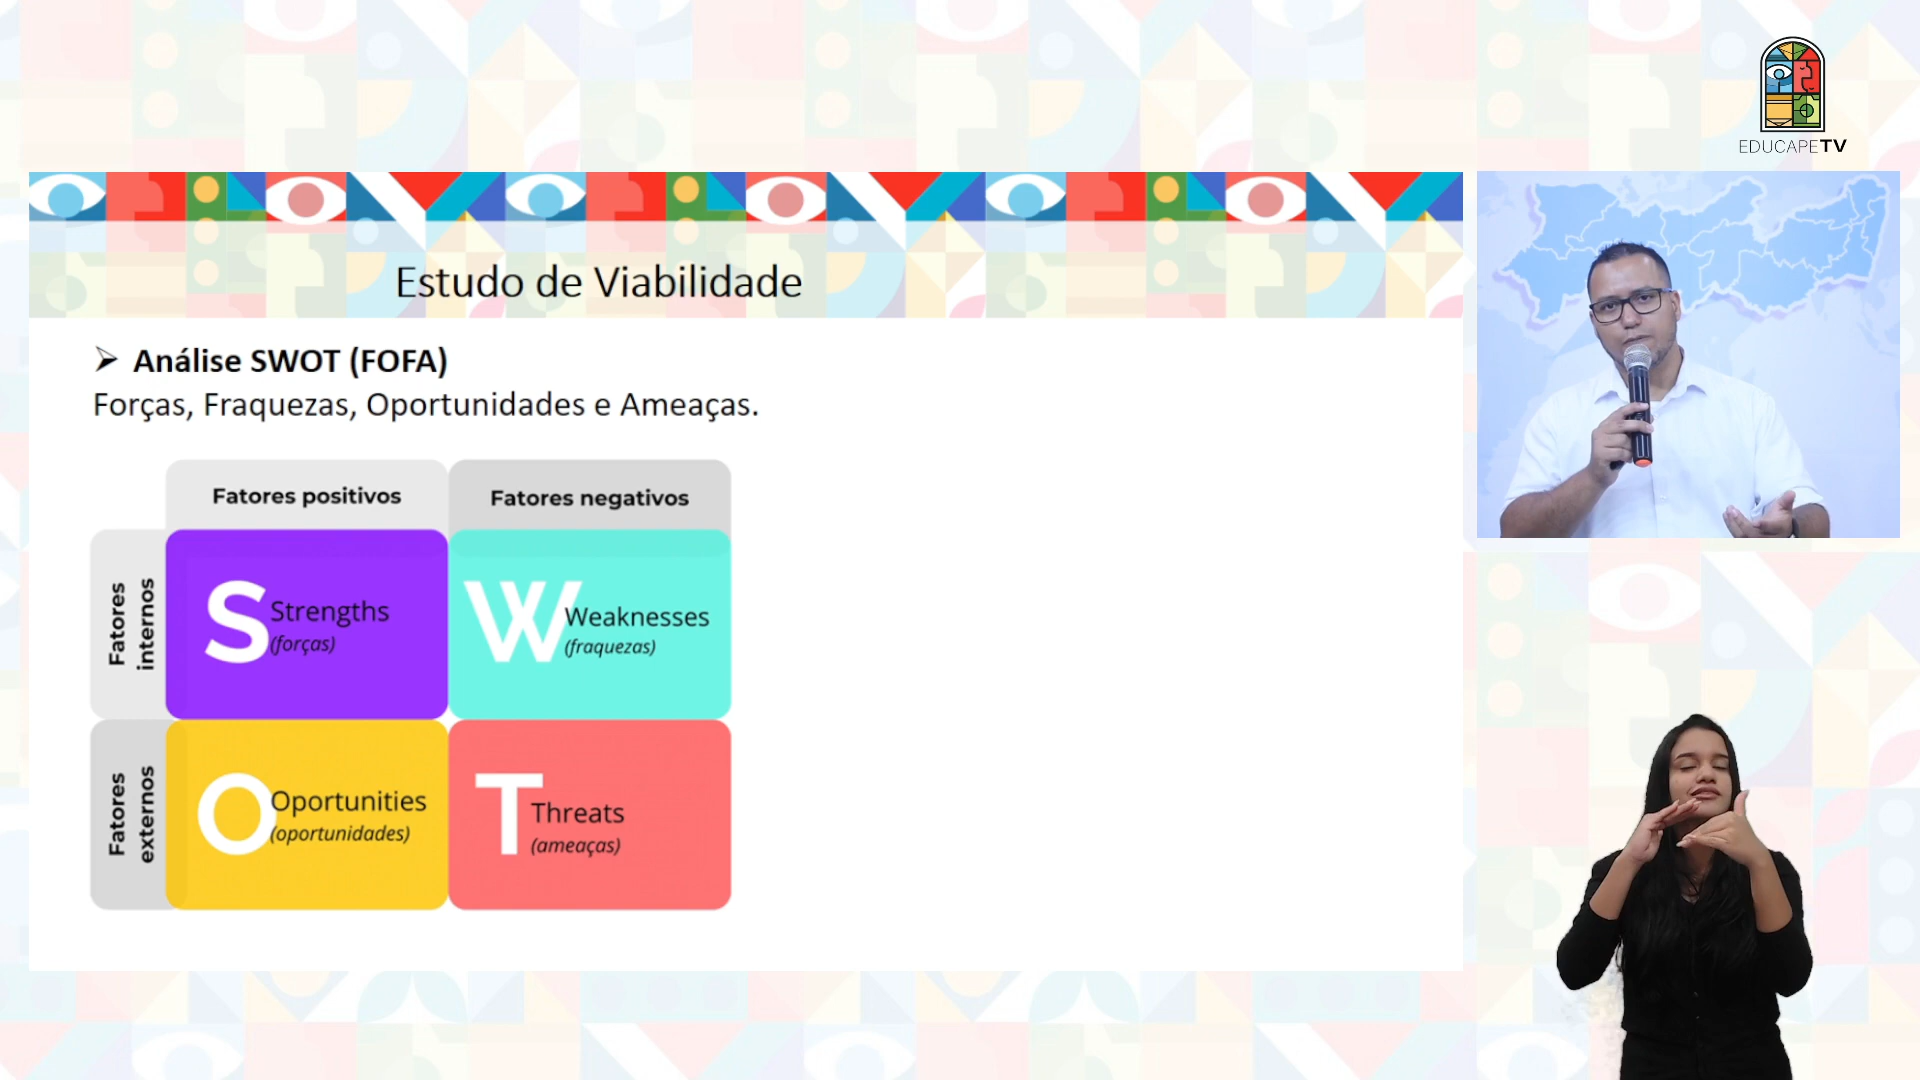 EDUCAPETV
Estudo de Viabilidade
➢ Análise SWOT (FOFA)
Forças, Fraquezas, Oportunidades e Ameaças.
Fatores positivos
Fatores negativos
Fatores
internos
S
Strengths
(forças)
W
Weaknesses
(fraquezas)
Fatores
externos
O
Oportunities
(oportunidades)
T
Threats
(ameaças)